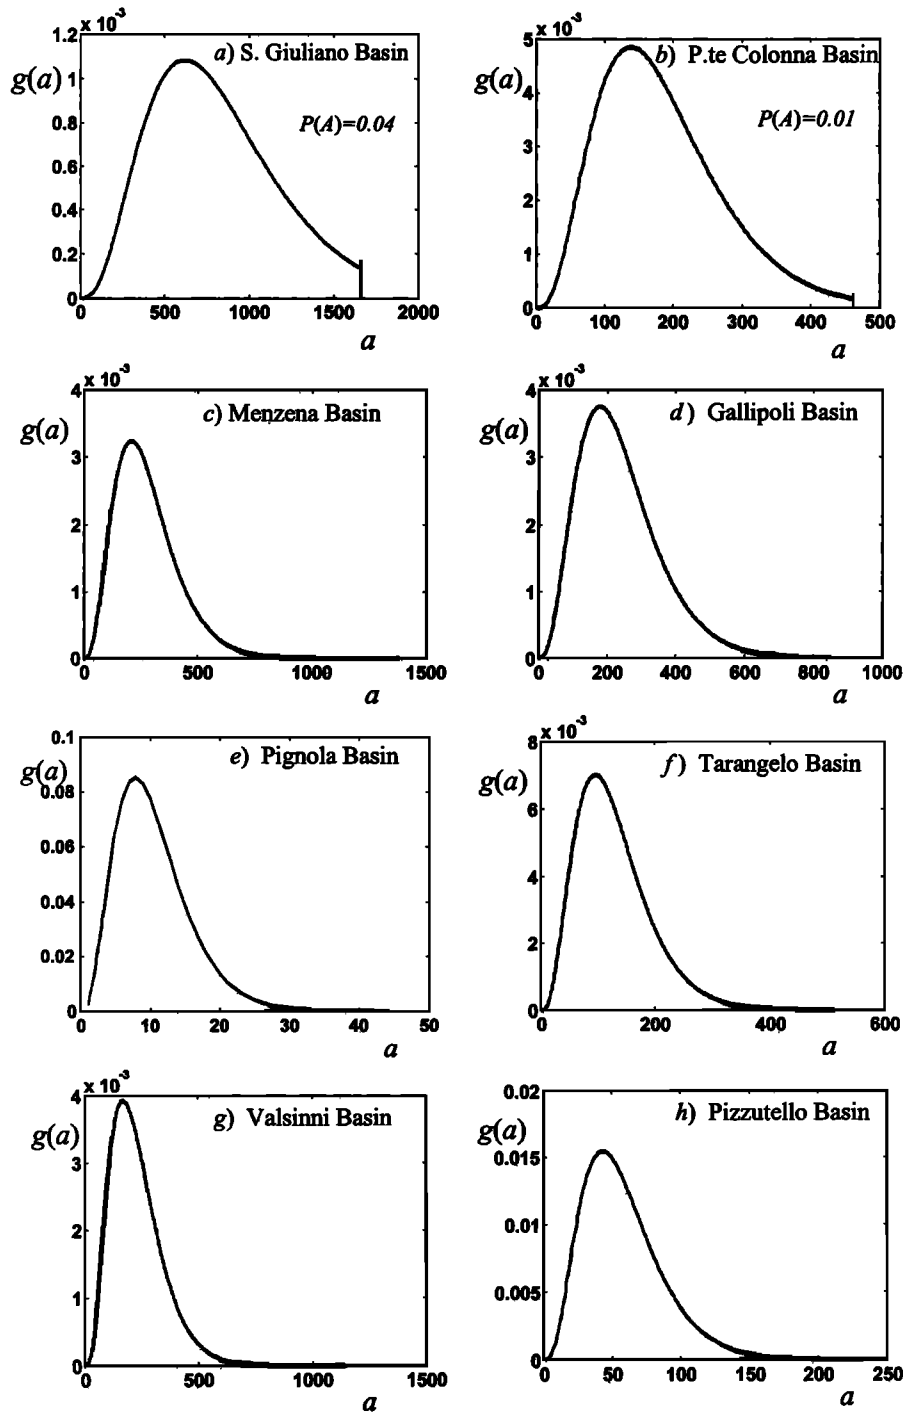 x 10⁻³
1.2
a) S. Giuliano Basin
g(a)
1
P(A)=0.04
0.8
0.6
0.4
0.2
0
0 500 1000 1500 2000
a
x 10⁻³
5
b) P.te Colonna Basin
g(a)
4
P(A)=0.01
3
2
1
0
0 100 200 300 400 500
a
x 10⁻³
4
c) Menzena Basin
g(a)
3
2
1
0
0 500 1000 1500
a
x 10⁻³
4
d) Gallipoli Basin
g(a)
3
2
1
0
0 200 400 600 800 1000
a
0.1
e) Pignola Basin
g(a)
0.08
0.06
0.04
0.02
0
0 10 20 30 40 50
a
x 10⁻³
8
f) Tarangelo Basin
g(a)
6
4
2
0
0 200 400 600
a
x 10⁻³
4
g) Valsinni Basin
g(a)
3
2
1
0
0 500 1000 1500
a
0.02
h) Pizzutello Basin
g(a)
0.015
0.01
0.005
0
0 50 100 150 200 250
a